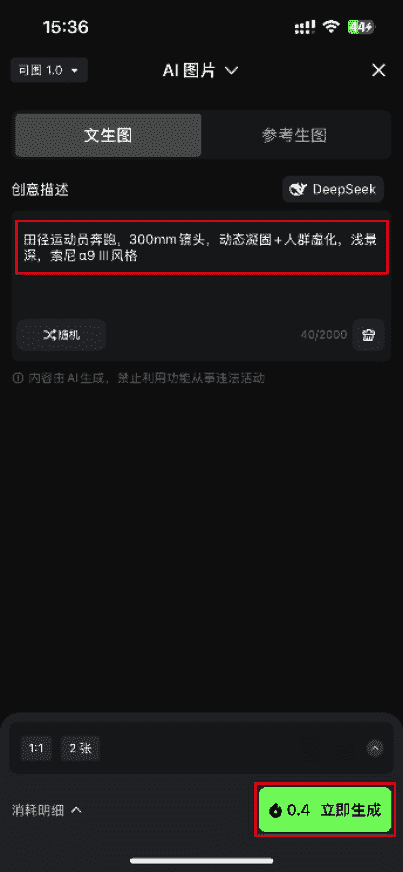 15:36
44
可图 1.0
AI 图片
文生图
参考生图
创意描述
DeepSeek
田径运动员奔跑，300mm 镜头，动态凝固+人群虚化，浅景
深，索尼 α9 III 风格
随机
40/2000
内容由 AI 生成，禁止利用功能从事违法活动
1:1
2 张
消耗明细
0.4 立即生成